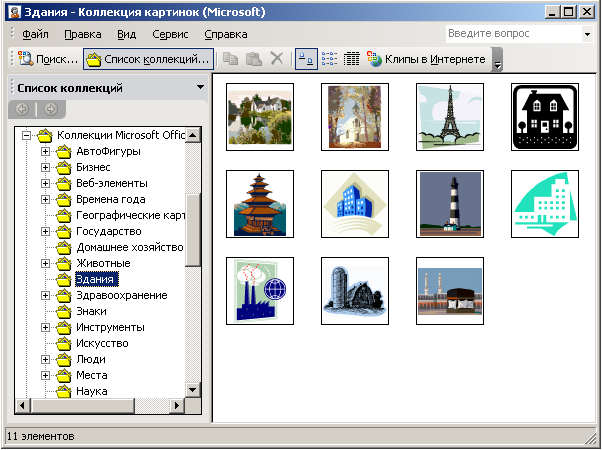 Здания - Коллекция картинок (Microsoft)
Файл Правка Вид Сервис Справка Введите вопрос
Поиск... Список коллекций... Клипы в Интернете
Список коллекций
Коллекции Microsoft Offic
АвтоФигуры
Бизнес
Веб-элементы
Времена года
Географические карт
Государство
Домашнее хозяйство
Животные
Здания
Здравоохранение
Знаки
Инструменты
Искусство
Люди
Места
Наука
11 элементов